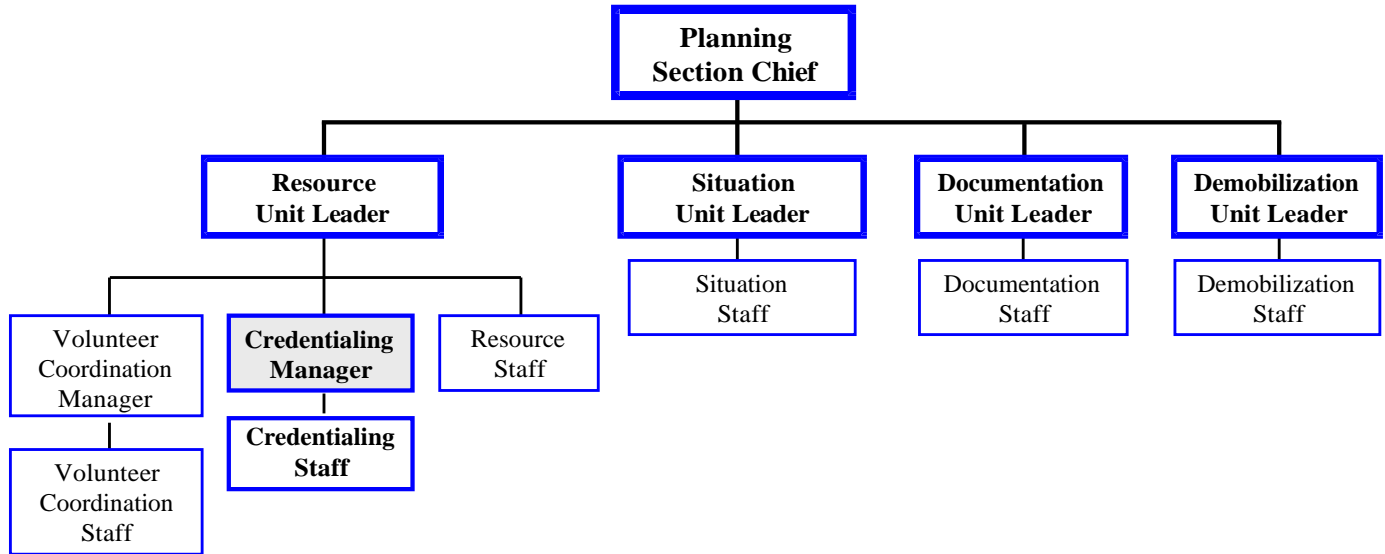 Planning
Section Chief
Resource
Unit Leader
Situation
Unit Leader
Documentation
Unit Leader
Demobilization
Unit Leader
Situation
Staff
Documentation
Staff
Demobilization
Staff
Volunteer
Coordination
Manager
Credentialing
Manager
Resource
Staff
Volunteer
Coordination
Staff
Credentialing
Staff